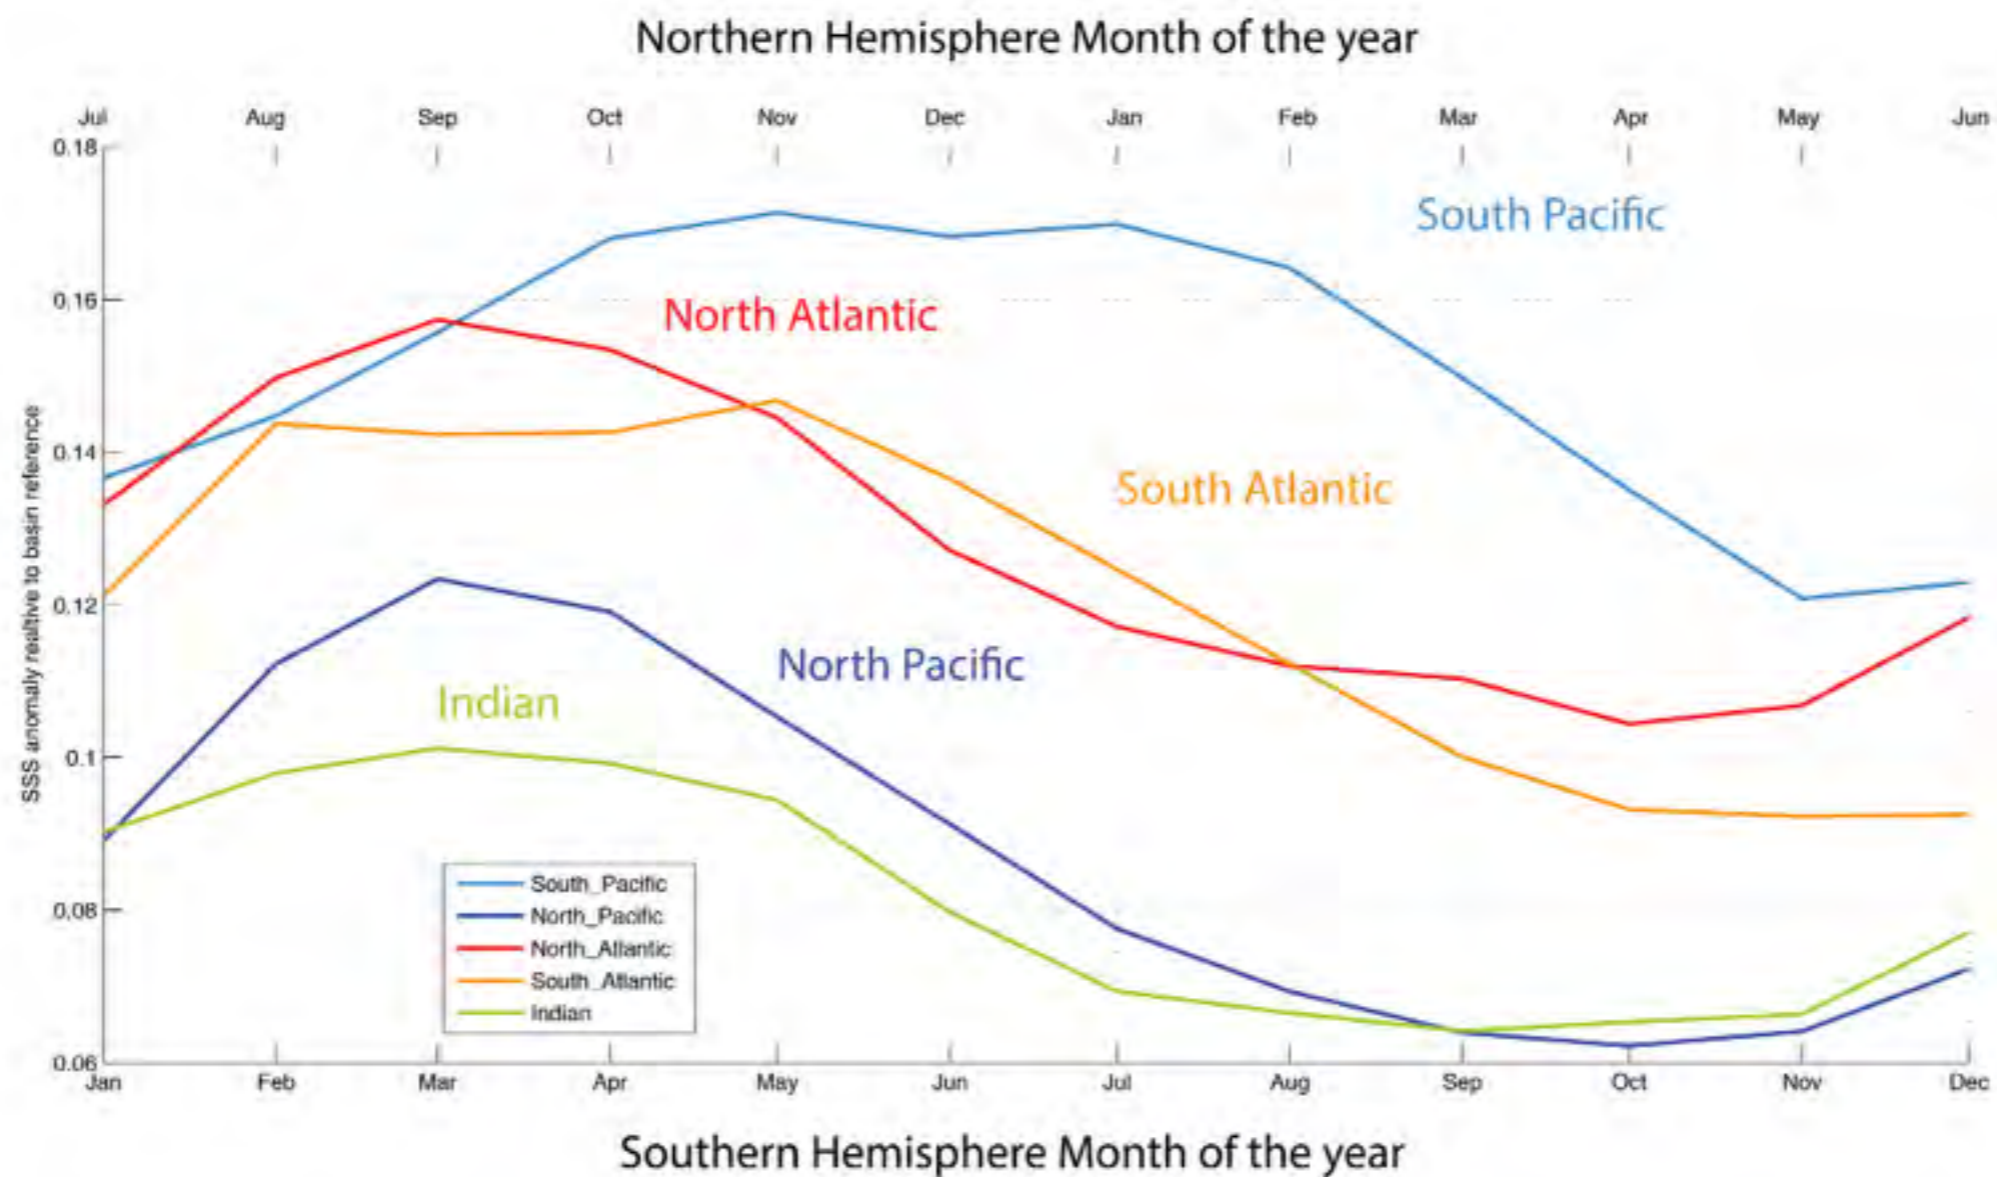 Northern Hemisphere Month of the year
Jul Aug Sep Oct Nov Dec Jan Feb Mar Apr May Jun
0.18
South Pacific
0.16
North Atlantic
0.14
SSS anomaly realtive to basin reference
South Atlantic
0.12
North Pacific
Indian
0.1
South_Pacific
0.08
North_Pacific
North_Atlantic
South_Atlantic
Indian
0.06
Jan Feb Mar Apr May Jun Jul Aug Sep Oct Nov Dec
Southern Hemisphere Month of the year